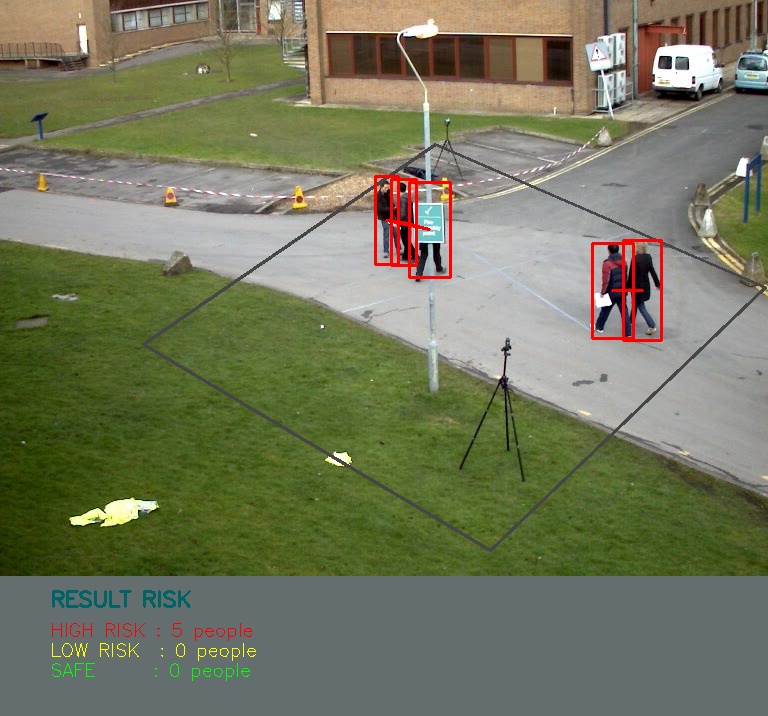 RESULT RISK
HIGH RISK : 5 people
LOW RISK : 0 people
SAFE : 0 people